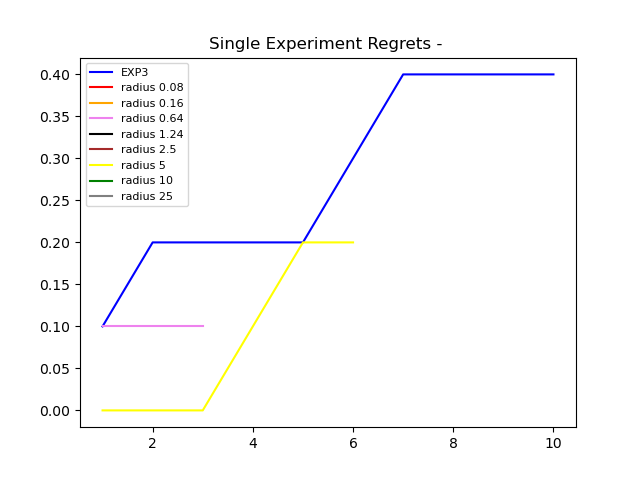 Single Experiment Regrets -
EXP3
radius 0.08
radius 0.16
radius 0.64
radius 1.24
radius 2.5
radius 5
radius 10
radius 25
0.40
0.35
0.30
0.25
0.20
0.15
0.10
0.05
0.00
2 4 6 8 10